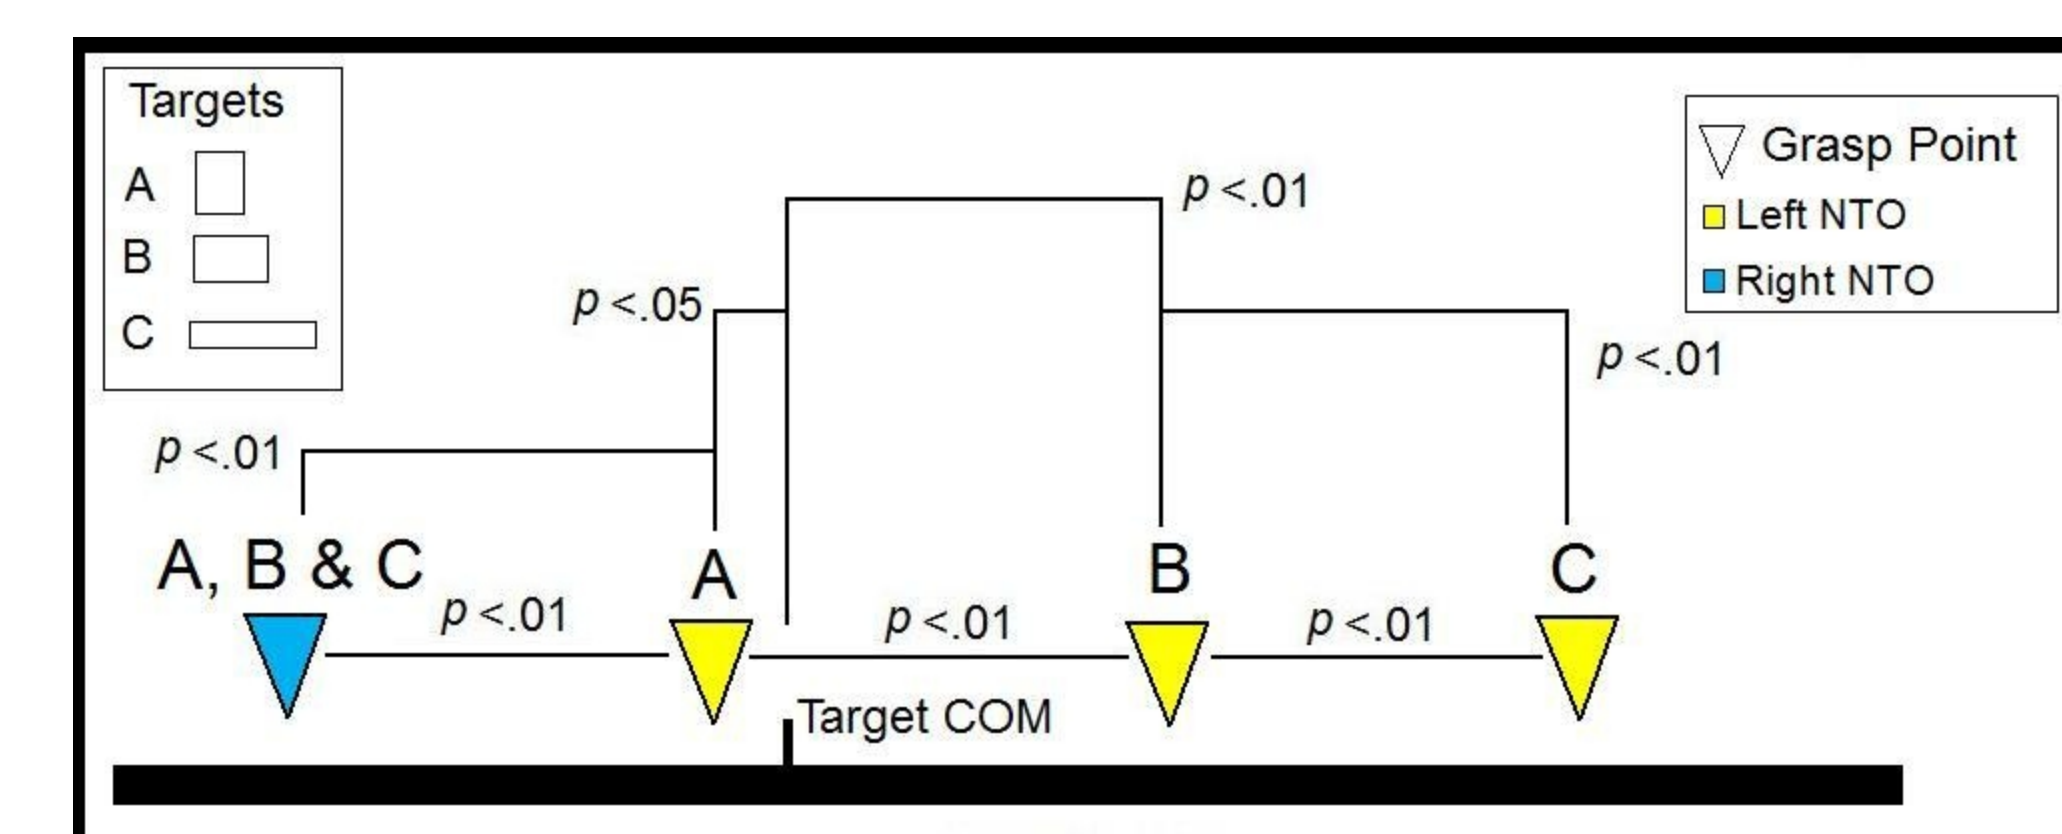 Targets
A
B
C
Grasp Point
Left NTO
Right NTO
p <.01
p <.05
p <.01
p <.01
A, B & C
A
B
C
p <.01
p <.01
p <.01
Target COM